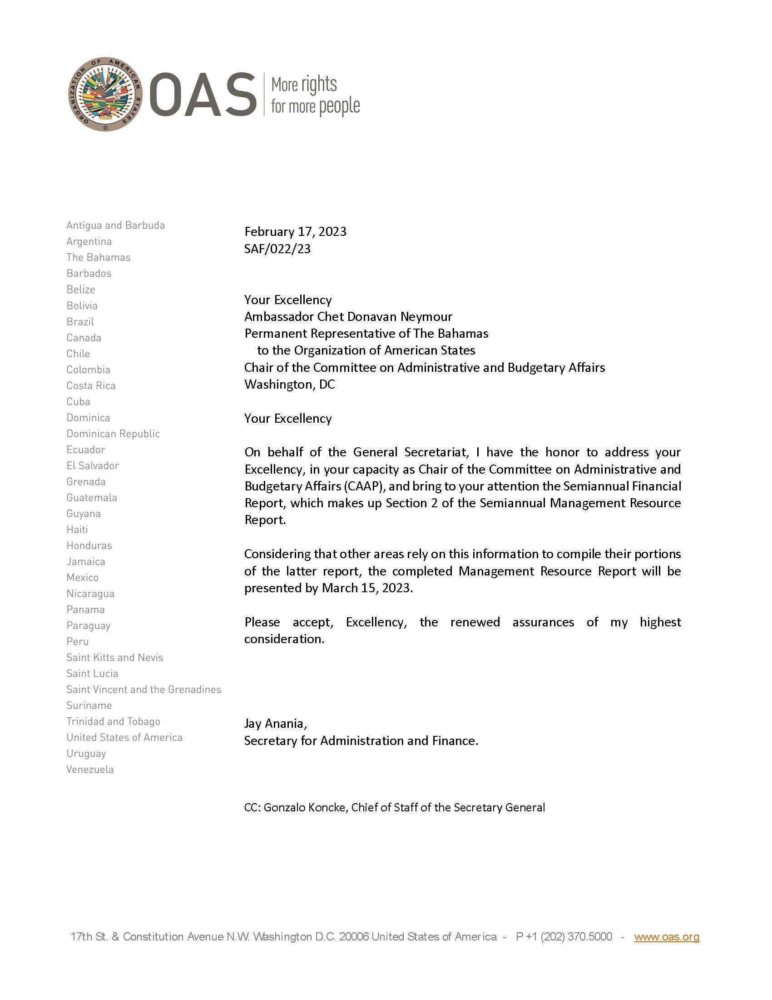 ORGANIZATION OF AMERICAN STATES
OAS
More rights
for more people
Antigua and Barbuda
Argentina
The Bahamas
Barbados
Belize
Bolivia
Brazil
Canada
Chile
Colombia
Costa Rica
Cuba
Dominica
Dominican Republic
Ecuador
El Salvador
Grenada
Guatemala
Guyana
Haiti
Honduras
Jamaica
Mexico
Nicaragua
Panama
Paraguay
Peru
Saint Kitts and Nevis
Saint Lucia
Saint Vincent and the Grenadines
Suriname
Trinidad and Tobago
United States of America
Uruguay
Venezuela
February 17, 2023
SAF/022/23
Your Excellency
Ambassador Chet Donavan Neymour
Permanent Representative of The Bahamas
to the Organization of American States
Chair of the Committee on Administrative and Budgetary Affairs
Washington, DC
Your Excellency
On behalf of the General Secretariat, I have the honor to address your
Excellency, in your capacity as Chair of the Committee on Administrative and
Budgetary Affairs (CAAP), and bring to your attention the Semiannual Financial
Report, which makes up Section 2 of the Semiannual Management Resource
Report.
Considering that other areas rely on this information to compile their portions
of the latter report, the completed Management Resource Report will be
presented by March 15, 2023.
Please accept, Excellency, the renewed assurances of my highest
consideration.
Jay Anania,
Secretary for Administration and Finance.
CC: Gonzalo Koncke, Chief of Staff of the Secretary General
17th St. & Constitution Avenue N.W. Washington D.C. 20006 United States of America - P +1 (202) 370.5000 - www.oas.org